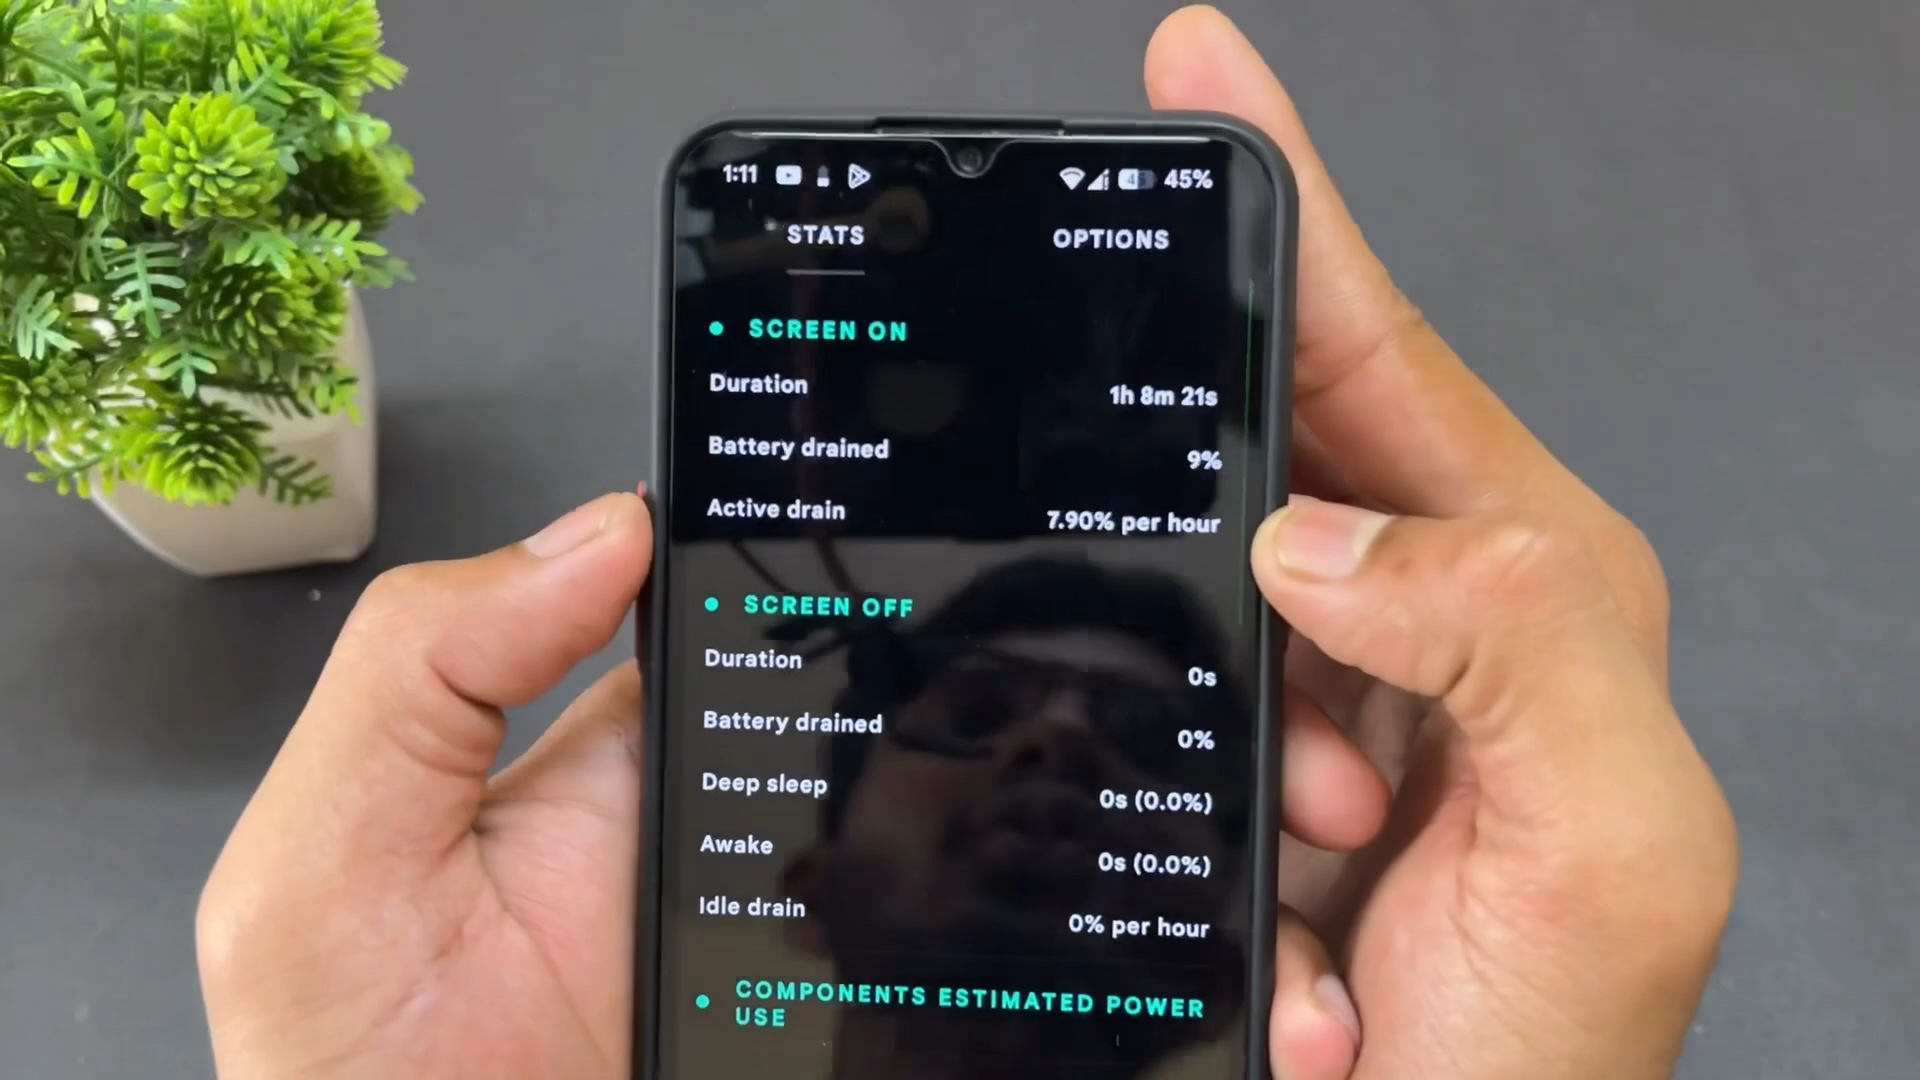 1:11 45 45%
STATS OPTIONS
SCREEN ON
Duration 1h 8m 21s
Battery drained 9%
Active drain 7.90% per hour
SCREEN OFF
Duration 0s
Battery drained 0%
Deep sleep 0s (0.0%)
Awake 0s (0.0%)
Idle drain 0% per hour
COMPONENTS ESTIMATED POWER
USE